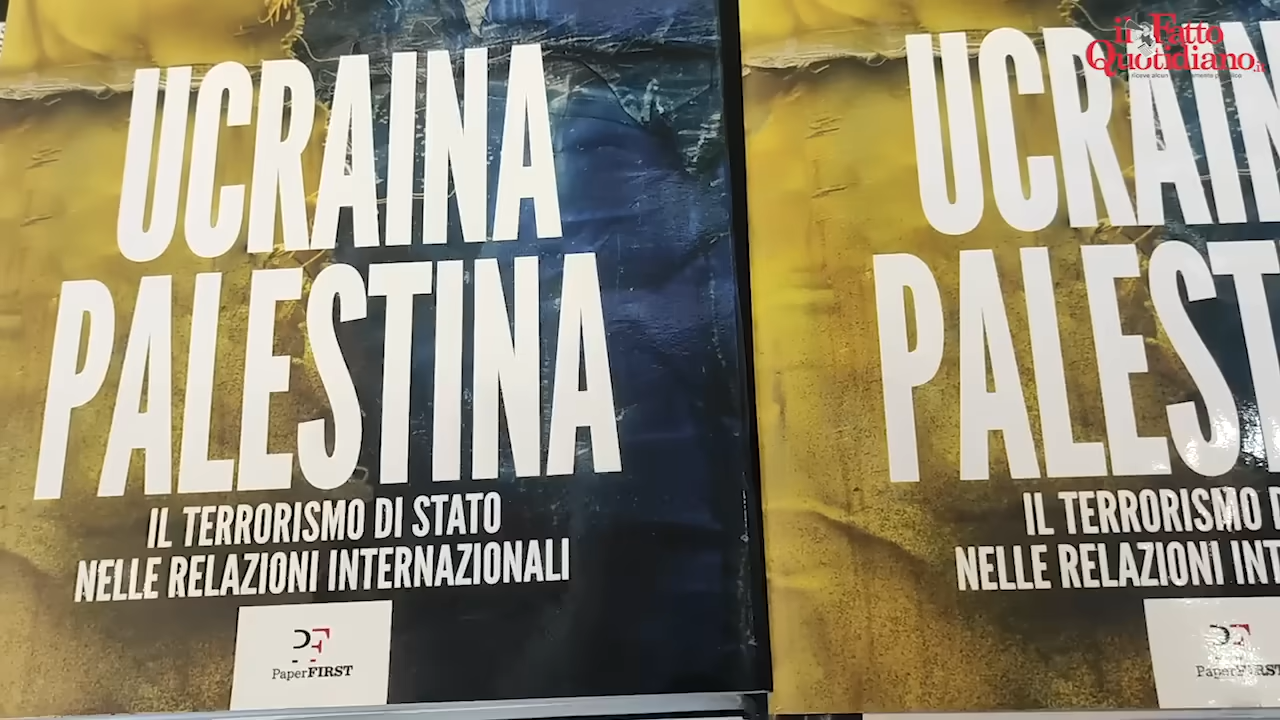 UCRAINA
PALESTINA
IL TERRORISMO DI STATO
NELLE RELAZIONI INTERNAZIONALI
PaperFIRST
UCRAIN
PALEST
IL TERRORISMO D
NELLE RELAZIONI INT
PaperFIRST
il Fatto
Quotidiano.it